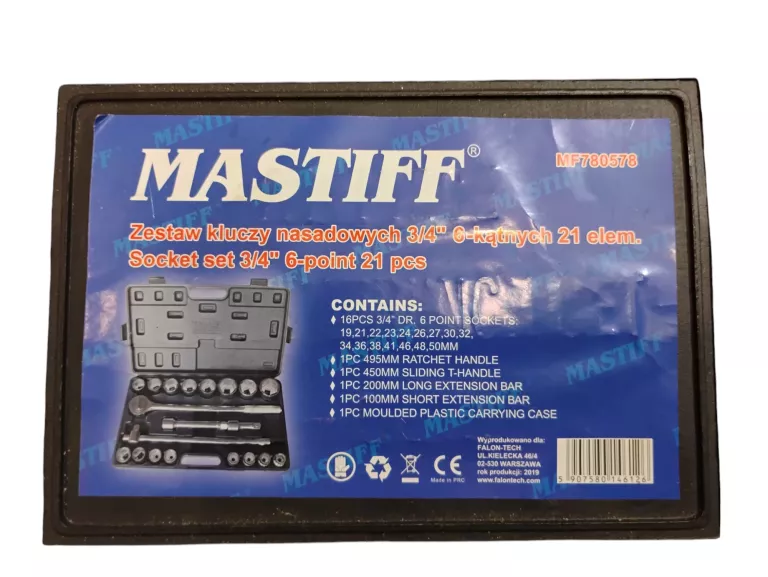 MASTIFF®
MF780578
Zestaw kluczy nasadowych 3/4" 6-kątnych 21 elem.
Socket set 3/4" 6-point 21 pcs
CONTAINS:
• 16PCS 3/4" DR. 6 POINT SOCKETS:
19,21,22,23,24,26,27,30,32,
34,36,38,41,46,48,50MM
• 1PC 495MM RATCHET HANDLE
• 1PC 450MM SLIDING T-HANDLE
• 1PC 200MM LONG EXTENSION BAR
• 1PC 100MM SHORT EXTENSION BAR
• 1PC MOULDED PLASTIC CARRYING CASE
CE
Made in PRC
Wyprodukowano dla:
FALON-TECH
UL.KIELECKA 46/4
02-530 WARSZAWA
rok produkcji: 2019
www.falontech.com
5 907580 146128